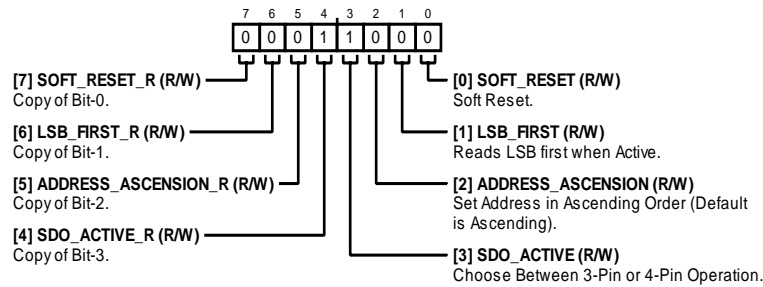 7 6 5 4 3 2 1 0
0 0 0 1 1 0 0 0
[7] SOFT_RESET_R (R/W)
Copy of Bit-0.
[6] LSB_FIRST_R (R/W)
Copy of Bit-1.
[5] ADDRESS_ASCENSION_R (R/W)
Copy of Bit-2.
[4] SDO_ACTIVE_R (R/W)
Copy of Bit-3.
[0] SOFT_RESET (R/W)
Soft Reset.
[1] LSB_FIRST (R/W)
Reads LSB first when Active.
[2] ADDRESS_ASCENSION (R/W)
Set Address in Ascending Order (Default
is Ascending).
[3] SDO_ACTIVE (R/W)
Choose Between 3-Pin or 4-Pin Operation.